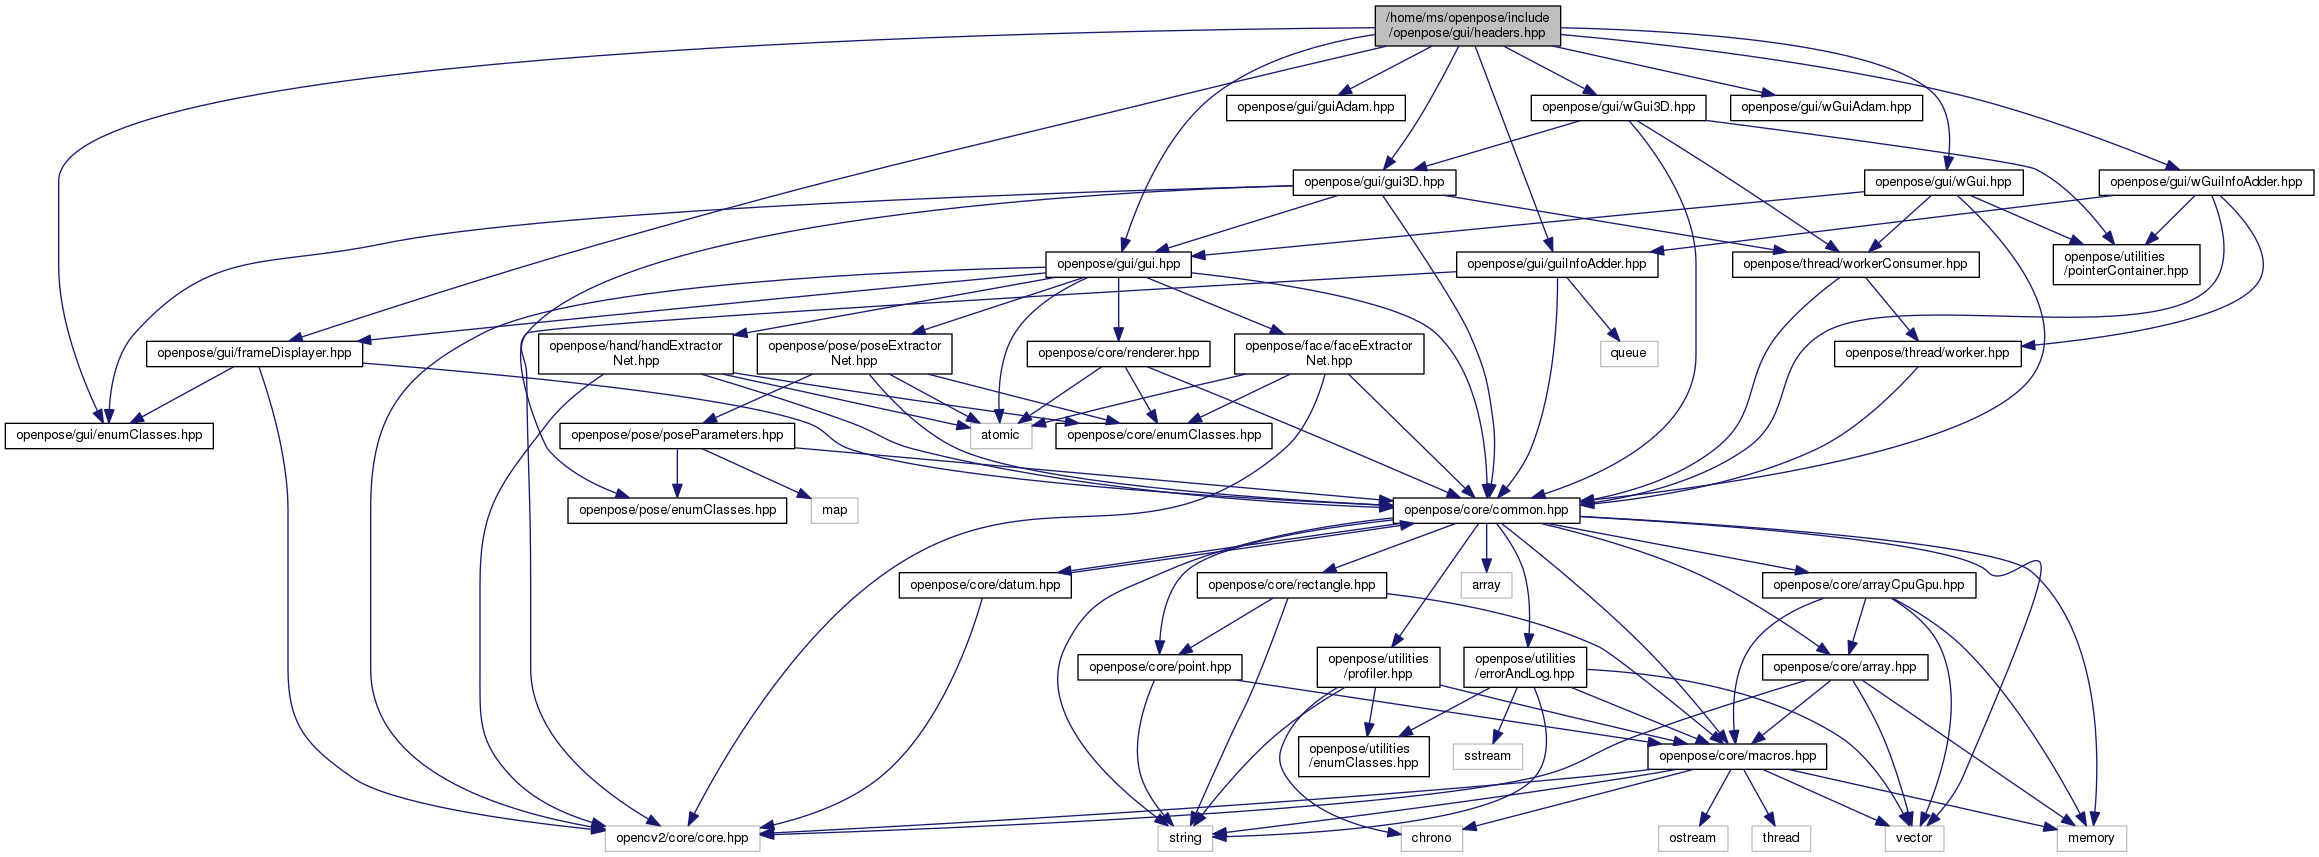 /home/ms/openpose/include
/openpose/gui/headers.hpp
openpose/gui/guiAdam.hpp
openpose/gui/wGui3D.hpp
openpose/gui/wGuiAdam.hpp
openpose/gui/gui3D.hpp
openpose/gui/wGui.hpp
openpose/gui/wGuiInfoAdder.hpp
openpose/gui/gui.hpp
openpose/gui/guiInfoAdder.hpp
openpose/thread/workerConsumer.hpp
openpose/utilities
/pointerContainer.hpp
openpose/gui/frameDisplayer.hpp
openpose/hand/handExtractor
Net.hpp
openpose/pose/poseExtractor
Net.hpp
openpose/core/renderer.hpp
openpose/face/faceExtractor
Net.hpp
queue
openpose/thread/worker.hpp
openpose/gui/enumClasses.hpp
openpose/pose/poseParameters.hpp
atomic
openpose/core/enumClasses.hpp
openpose/pose/enumClasses.hpp
map
openpose/core/common.hpp
openpose/core/datum.hpp
openpose/core/rectangle.hpp
array
openpose/core/arrayCpuGpu.hpp
openpose/core/point.hpp
openpose/utilities
/profiler.hpp
openpose/utilities
/errorAndLog.hpp
openpose/core/array.hpp
openpose/utilities
/enumClasses.hpp
sstream
openpose/core/macros.hpp
opencv2/core/core.hpp
string
chrono
ostream
thread
vector
memory